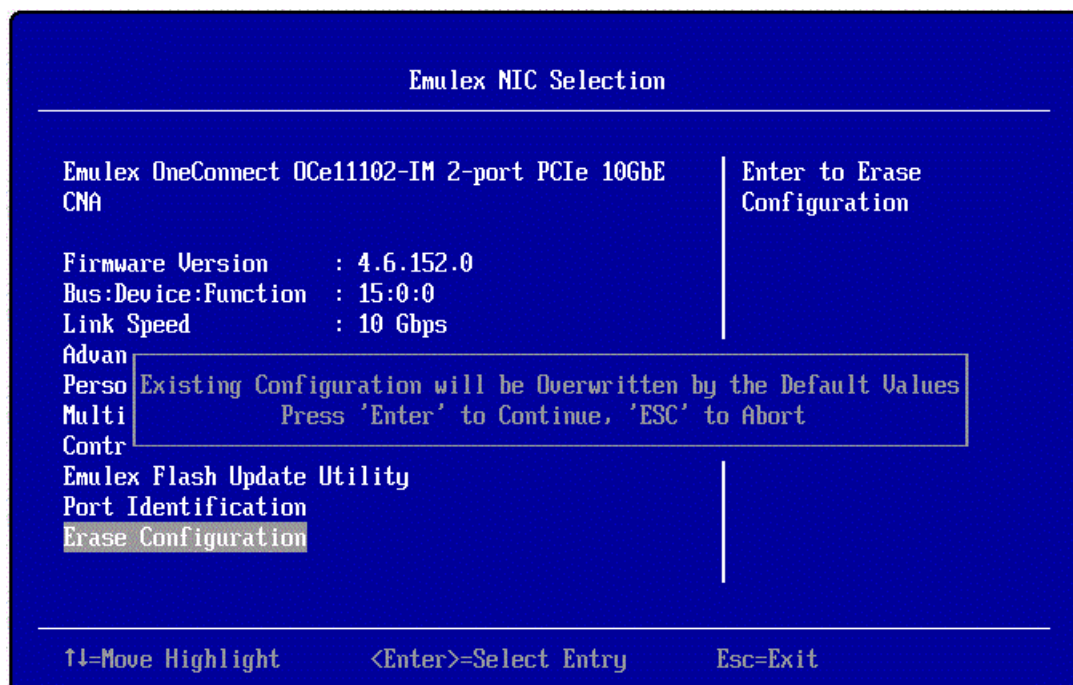 Emulex NIC Selection
Emulex OneConnect OCe11102-IM 2-port PCIe 10GbE
CNA
Enter to Erase
Configuration
Firmware Version : 4.6.152.0
Bus:Device:Function : 15:0:0
Link Speed : 10 Gbps
Advan
Perso
Multi
Contr
Existing Configuration will be Overwritten by the Default Values
Press 'Enter' to Continue, 'ESC' to Abort
Emulex Flash Update Utility
Port Identification
Erase Configuration
↑↓=Move Highlight <Enter>=Select Entry Esc=Exit